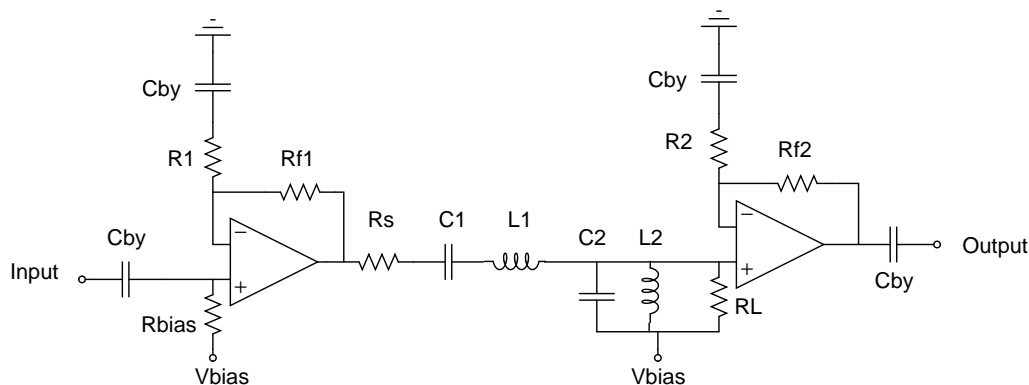 Cby
Cby
R1
Rf1
R2
Rf2
Rs
C1
L1
C2
L2
Cby
Input
Output
Cby
Rbias
RL
Vbias
Vbias